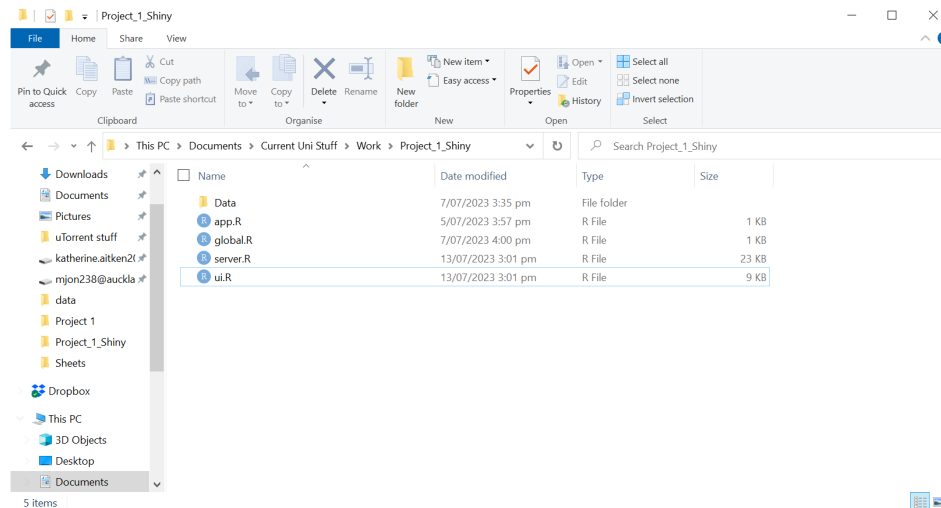 Project_1_Shiny
File Home Share View
Pin to Quick access
Copy
Paste
Cut
Copy path
Paste shortcut
Clipboard
Move to
Copy to
Delete
Rename
Organise
New folder
New item
Easy access
New
Properties
Open
Edit
History
Open
Select all
Select none
Invert selection
Select
This PC > Documents > Current Uni Stuff > Work > Project_1_Shiny
Search Project_1_Shiny
Downloads
Documents
Pictures
uTorrent stuff
katherine.aitken2(
mjon238@auckla
data
Project 1
Project_1_Shiny
Sheets
Dropbox
This PC
3D Objects
Desktop
Documents
Name Date modified Type Size
Data 7/07/2023 3:35 pm File folder
app.R 5/07/2023 3:57 pm R File 1 KB
global.R 7/07/2023 4:00 pm R File 1 KB
server.R 13/07/2023 3:01 pm R File 23 KB
ui.R 13/07/2023 3:01 pm R File 9 KB
5 items